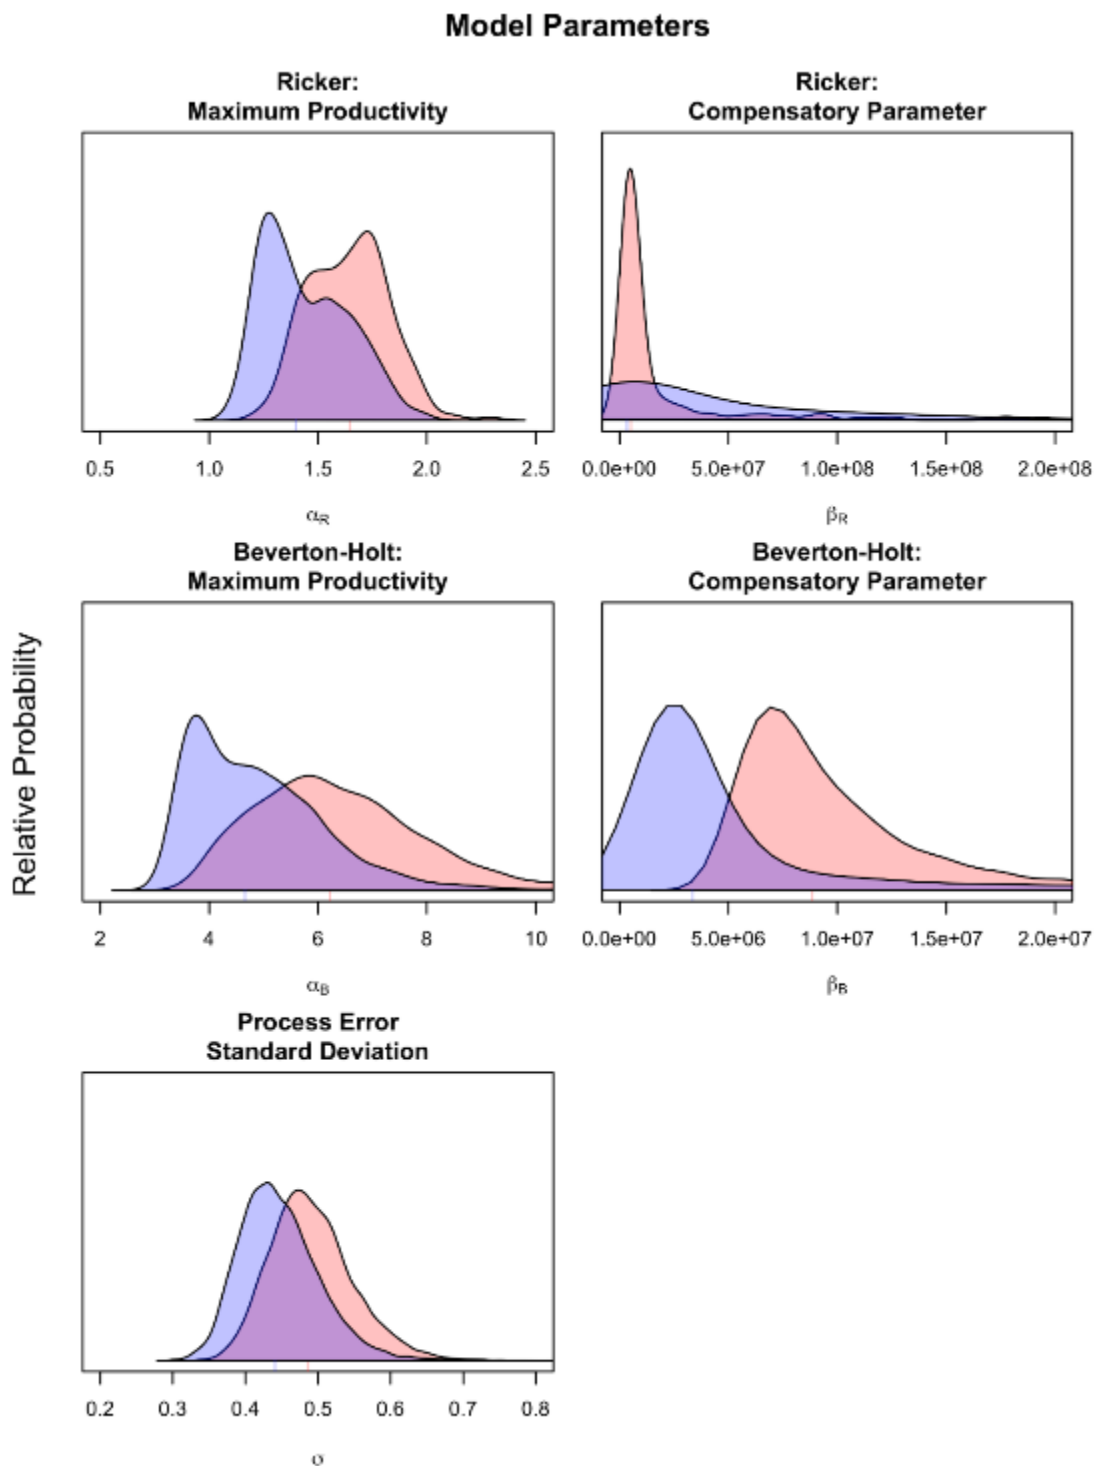 Model Parameters
Ricker:
Maximum Productivity
Ricker:
Compensatory Parameter
0.5 1.0 1.5 2.0 2.5
0.0e+00 5.0e+07 1.0e+08 1.5e+08 2.0e+08
αR
βR
Beverton-Holt:
Maximum Productivity
Beverton-Holt:
Compensatory Parameter
Relative Probability
2 4 6 8 10
0.0e+00 5.0e+06 1.0e+07 1.5e+07 2.0e+07
αB
βB
Process Error
Standard Deviation
0.2 0.3 0.4 0.5 0.6 0.7 0.8
σ